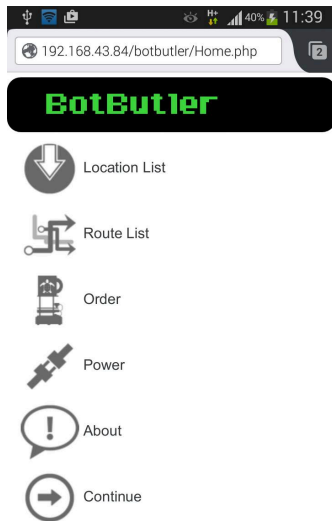 H+ 40% 11:39
192.168.43.84/botbutler/Home.php 2
BotButler
Location List
Route List
Order
Power
About
Continue